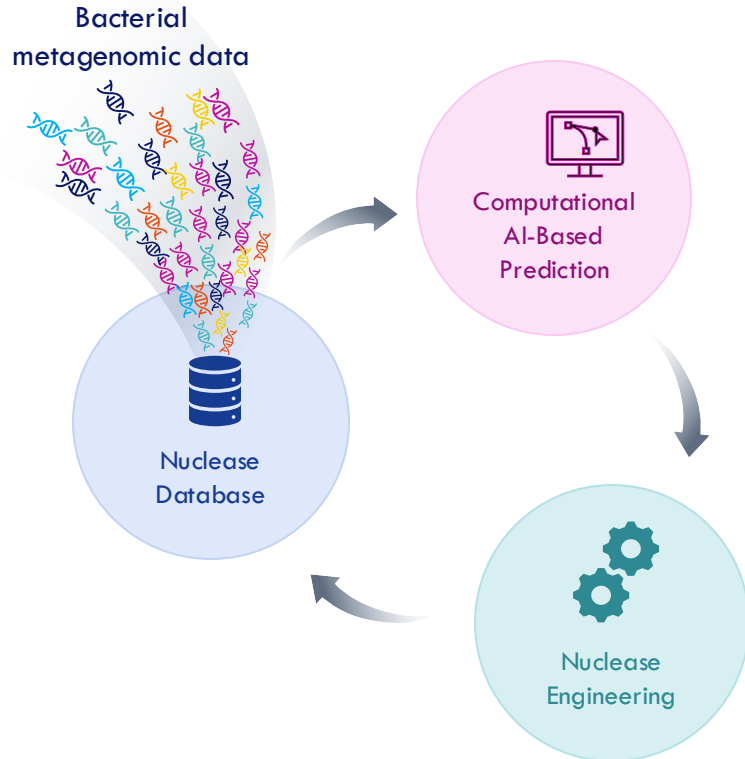 Bacterial
metagenomic data
Computational
AI-Based
Prediction
Nuclease
Database
Nuclease
Engineering